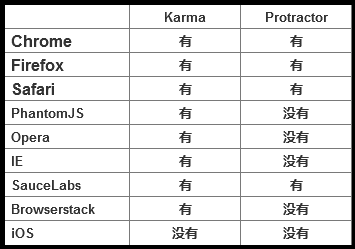 Karma Protractor
Chrome 有 有
Firefox 有 有
Safari 有 有
PhantomJS 有 没有
Opera 有 没有
IE 有 没有
SauceLabs 有 有
Browserstack 有 没有
iOS 没有 没有